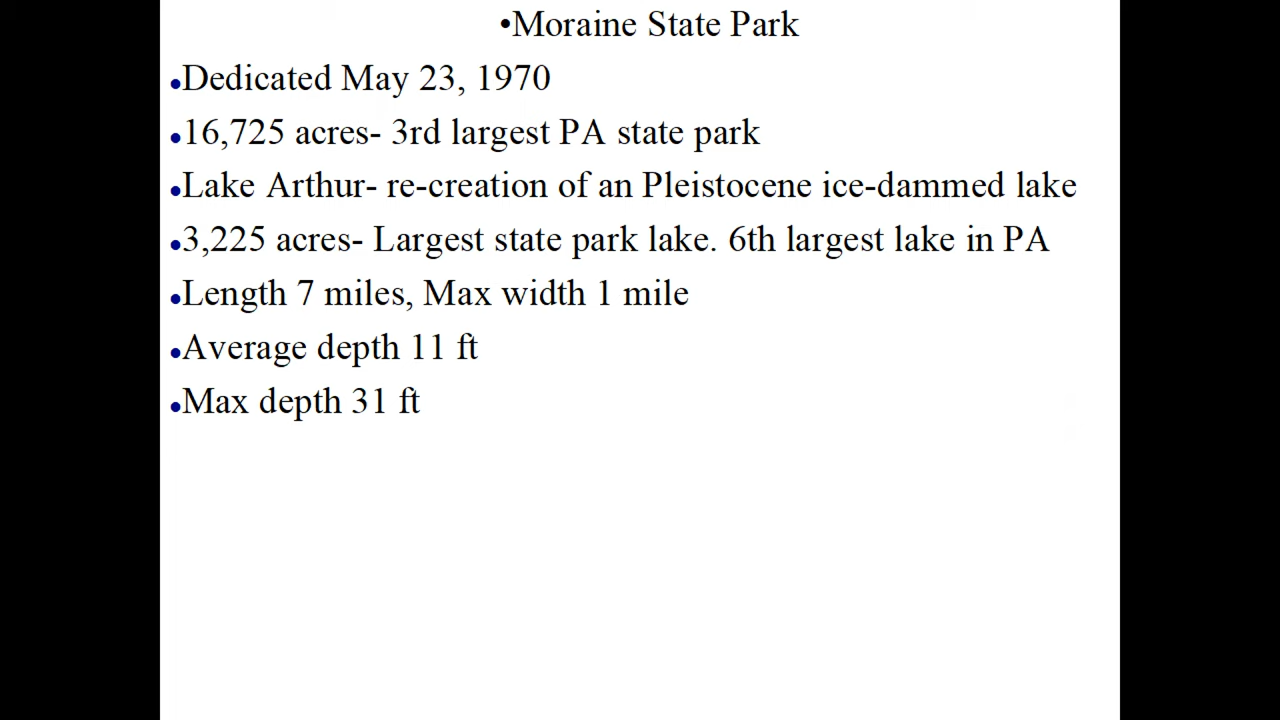 •Moraine State Park
•Dedicated May 23, 1970
•16,725 acres- 3rd largest PA state park
•Lake Arthur- re-creation of an Pleistocene ice-dammed lake
•3,225 acres- Largest state park lake. 6th largest lake in PA
•Length 7 miles, Max width 1 mile
•Average depth 11 ft
•Max depth 31 ft